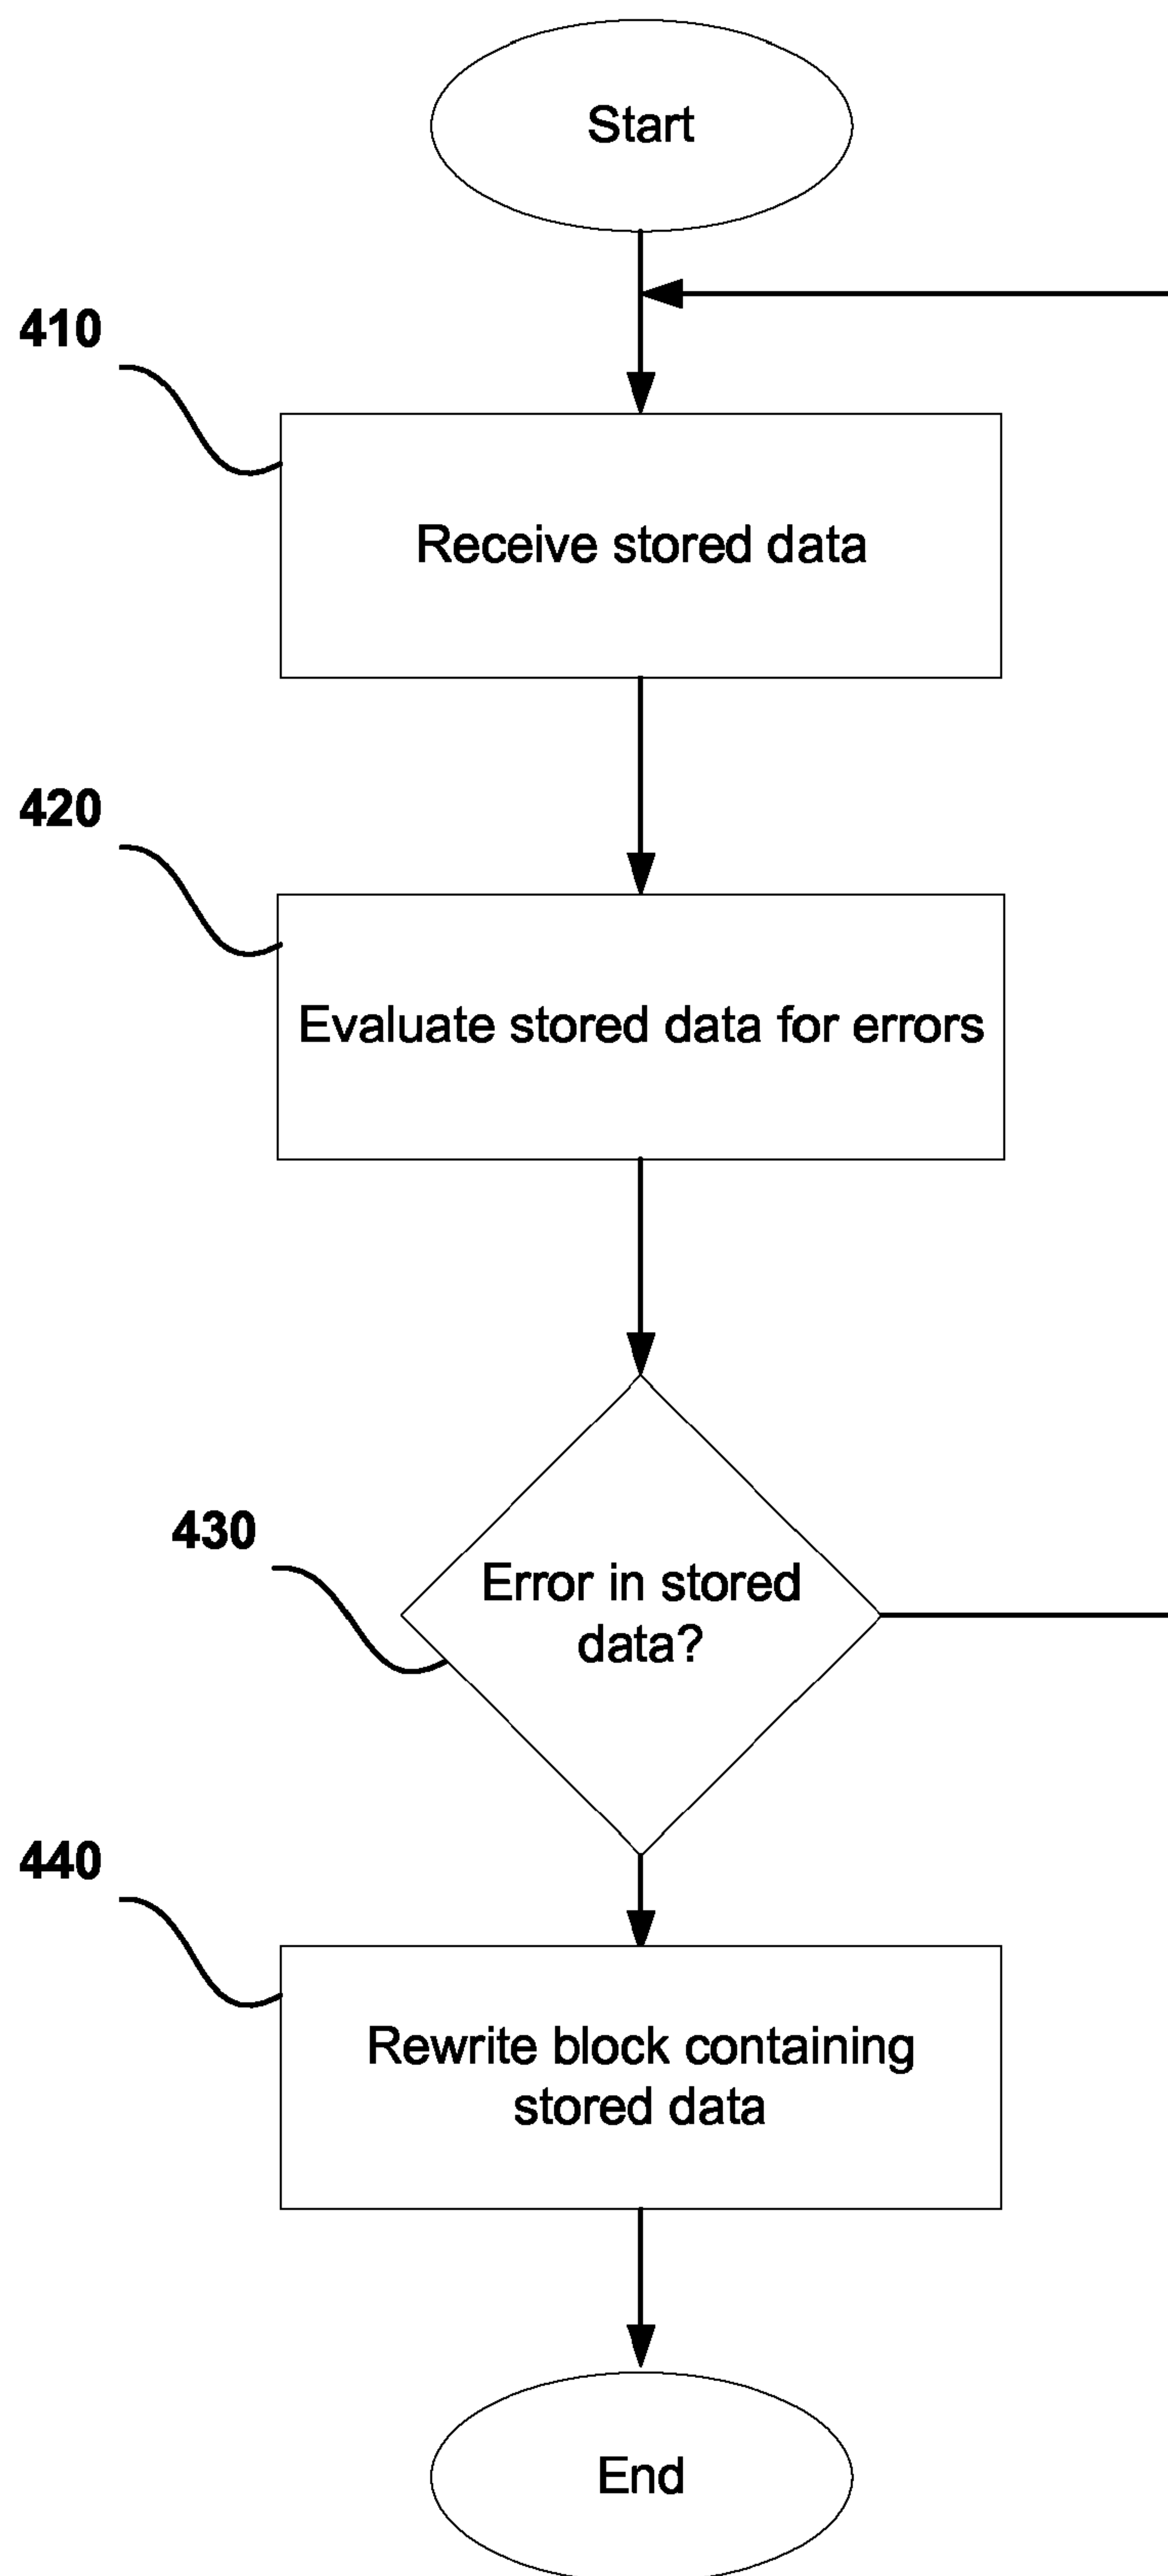 Start
410
Receive stored data
420
Evaluate stored data for errors
430
Error in stored
data?
440
Rewrite block containing
stored data
End